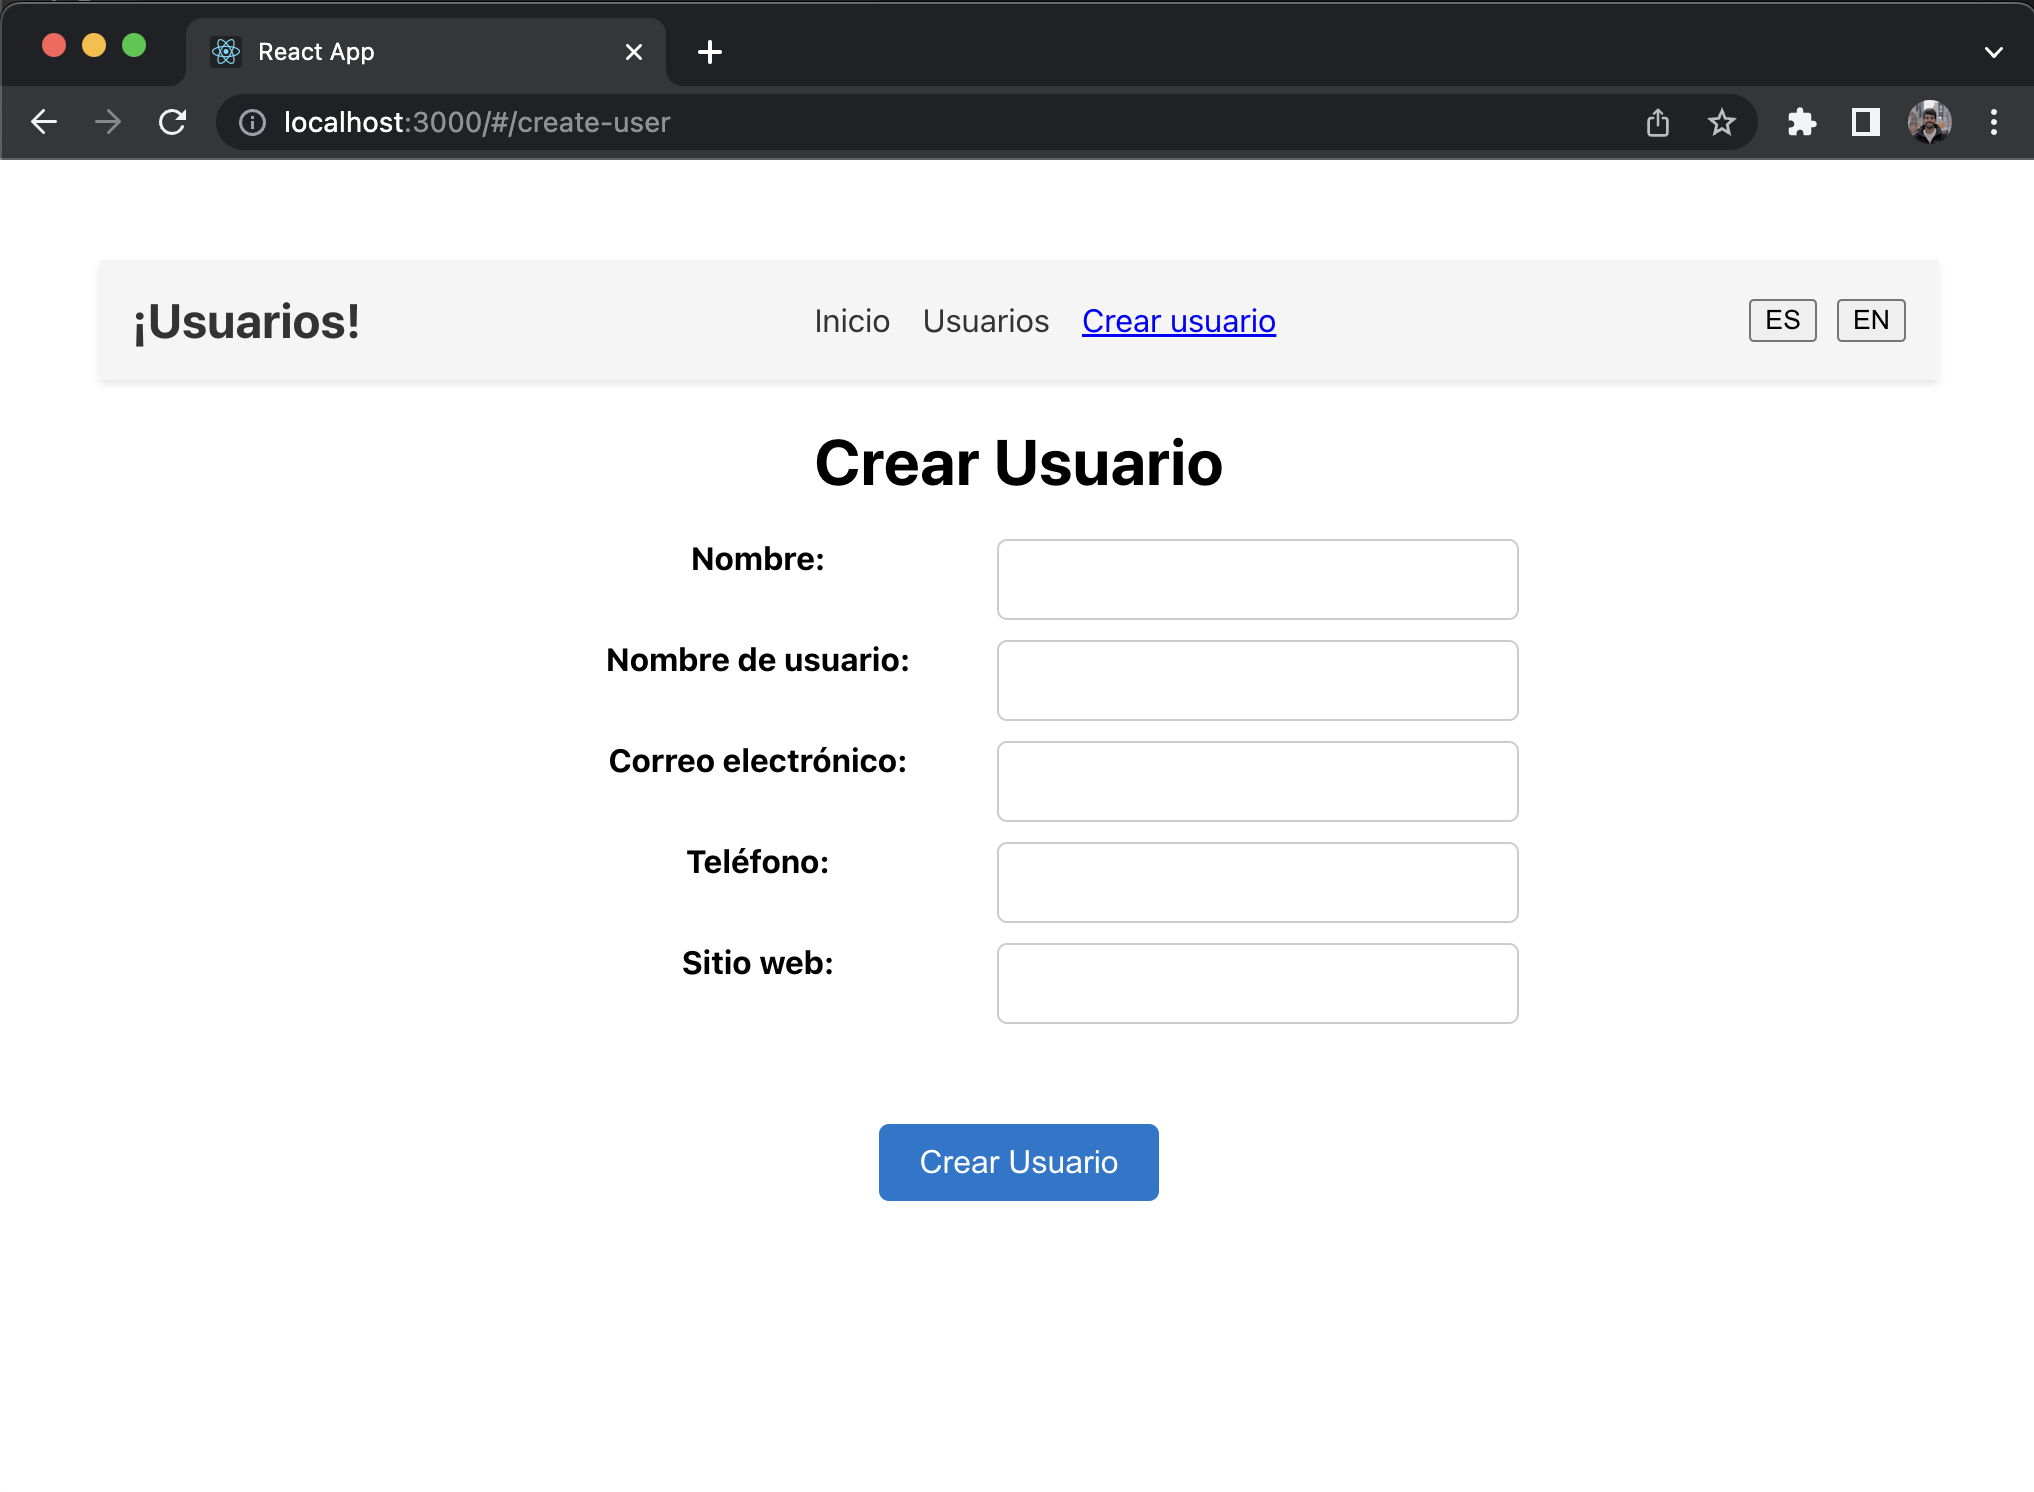 React App
localhost:3000/#/create-user
¡Usuarios!
Inicio Usuarios Crear usuario
ES EN
Crear Usuario
Nombre:
Nombre de usuario:
Correo electrónico:
Teléfono:
Sitio web:
Crear Usuario